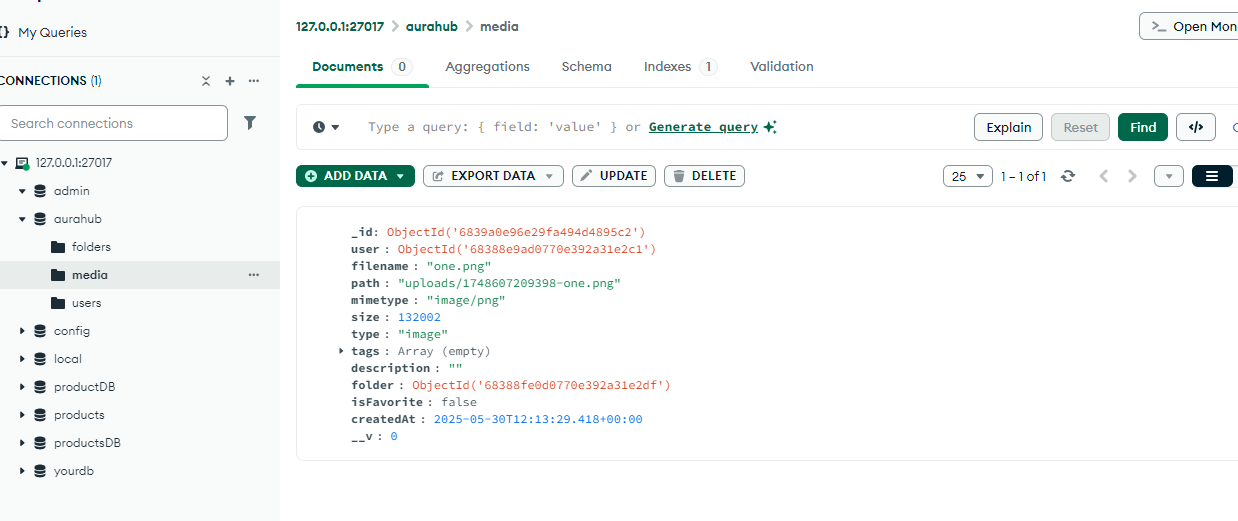 My Queries
CONNECTIONS (1)
Search connections
127.0.0.1:27017
admin
aurahub
folders
media
users
config
local
productDB
products
productsDB
yourdb
127.0.0.1:27017 > aurahub > media
>_ Open Mon
Documents 0 Aggregations Schema Indexes 1 Validation
Type a query: { field: 'value' } or Generate query
Explain Reset Find </>
ADD DATA EXPORT DATA UPDATE DELETE
25 1 – 1 of 1
_id: ObjectId('6839a0e96e29fa494d4895c2')
user : ObjectId('68388e9ad0770e392a31e2c1')
filename : "one.png"
path : "uploads/1748607209398-one.png"
mimetype : "image/png"
size : 132002
type : "image"
tags : Array (empty)
description : ""
folder : ObjectId('68388fe0d0770e392a31e2df')
isFavorite : false
createdAt : 2025-05-30T12:13:29.418+00:00
__v : 0